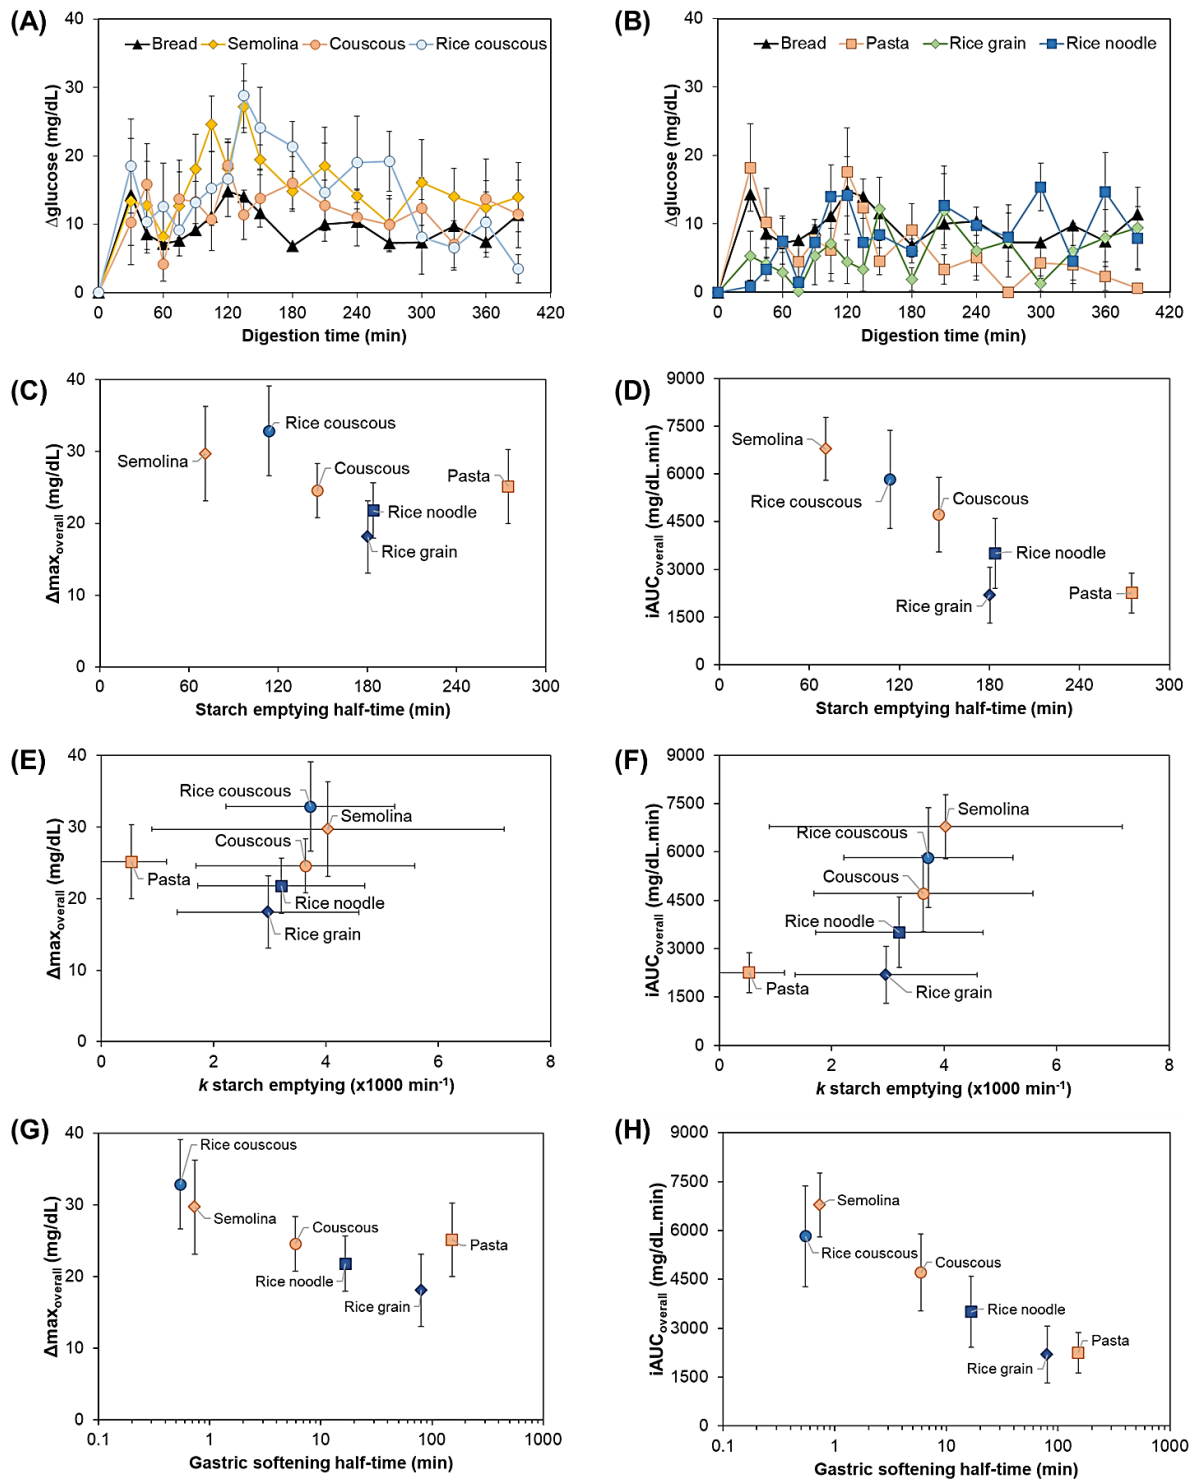 (A)
40
30
20
10
0
Δglucose (mg/dL)
Bread Semolina Couscous Rice couscous
0 60 120 180 240 300 360 420
Digestion time (min)
(B)
40
30
20
10
0
Δglucose (mg/dL)
Bread Pasta Rice grain Rice noodle
0 60 120 180 240 300 360 420
Digestion time (min)
(C)
40
30
20
10
0
Δmaxoverall (mg/dL)
Rice couscous
Semolina
Couscous
Pasta
Rice noodle
Rice grain
0 60 120 180 240 300
Starch emptying half-time (min)
(D)
9000
7500
6000
4500
3000
1500
0
iAUCoverall (mg/dL.min)
Semolina
Rice couscous
Couscous
Rice noodle
Rice grain
Pasta
0 60 120 180 240 300
Starch emptying half-time (min)
(E)
40
30
20
10
0
Δmaxoverall (mg/dL)
Rice couscous
Semolina
Couscous
Pasta
Rice noodle
Rice grain
0 2 4 6 8
k starch emptying (x1000 min-1)
(F)
9000
7500
6000
4500
3000
1500
0
iAUCoverall (mg/dL.min)
Semolina
Rice couscous
Couscous
Rice noodle
Pasta
Rice grain
0 2 4 6 8
k starch emptying (x1000 min-1)
(G)
40
30
20
10
0
Δmaxoverall (mg/dL)
Rice couscous
Semolina
Couscous
Pasta
Rice noodle
Rice grain
0.1 1 10 100 1000
Gastric softening half-time (min)
(H)
9000
7500
6000
4500
3000
1500
0
iAUCoverall (mg/dL.min)
Semolina
Rice couscous
Couscous
Rice noodle
Pasta
Rice grain
0.1 1 10 100 1000
Gastric softening half-time (min)